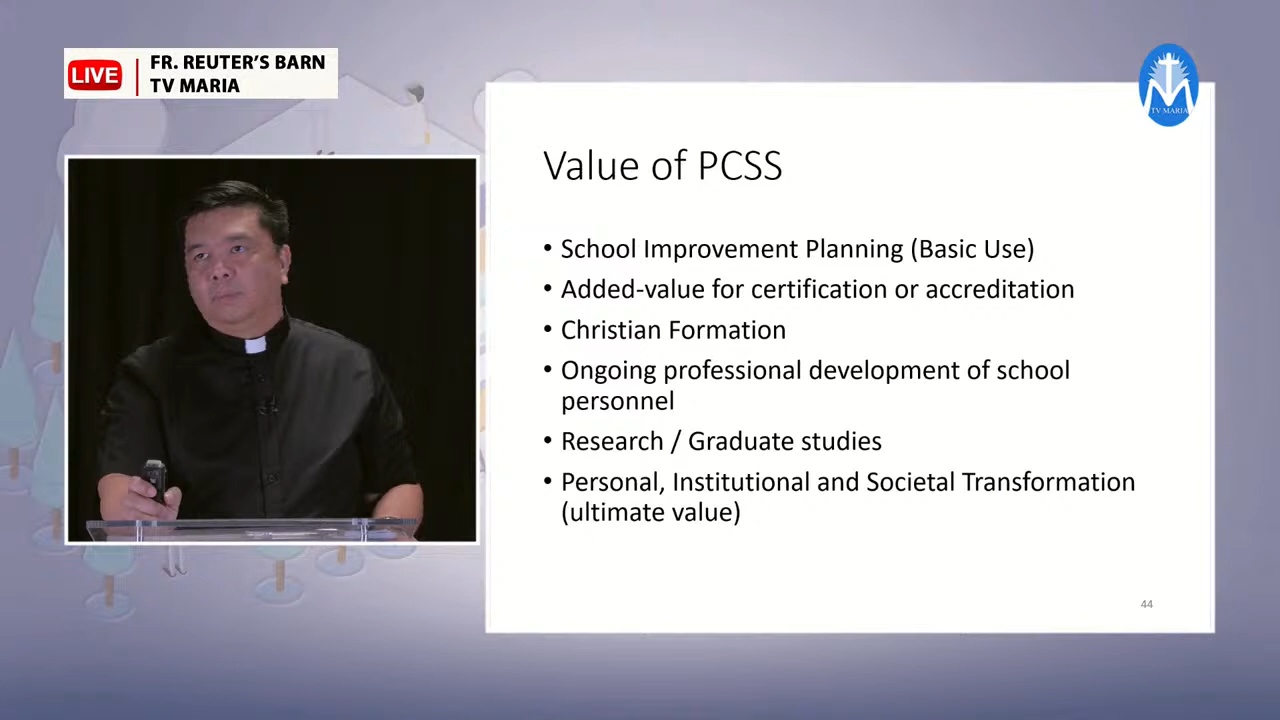 LIVE
FR. REUTER'S BARN
TV MARIA
TV MARIA
Value of PCSS
• School Improvement Planning (Basic Use)
• Added-value for certification or accreditation
• Christian Formation
• Ongoing professional development of school
personnel
• Research / Graduate studies
• Personal, Institutional and Societal Transformation
(ultimate value)
44